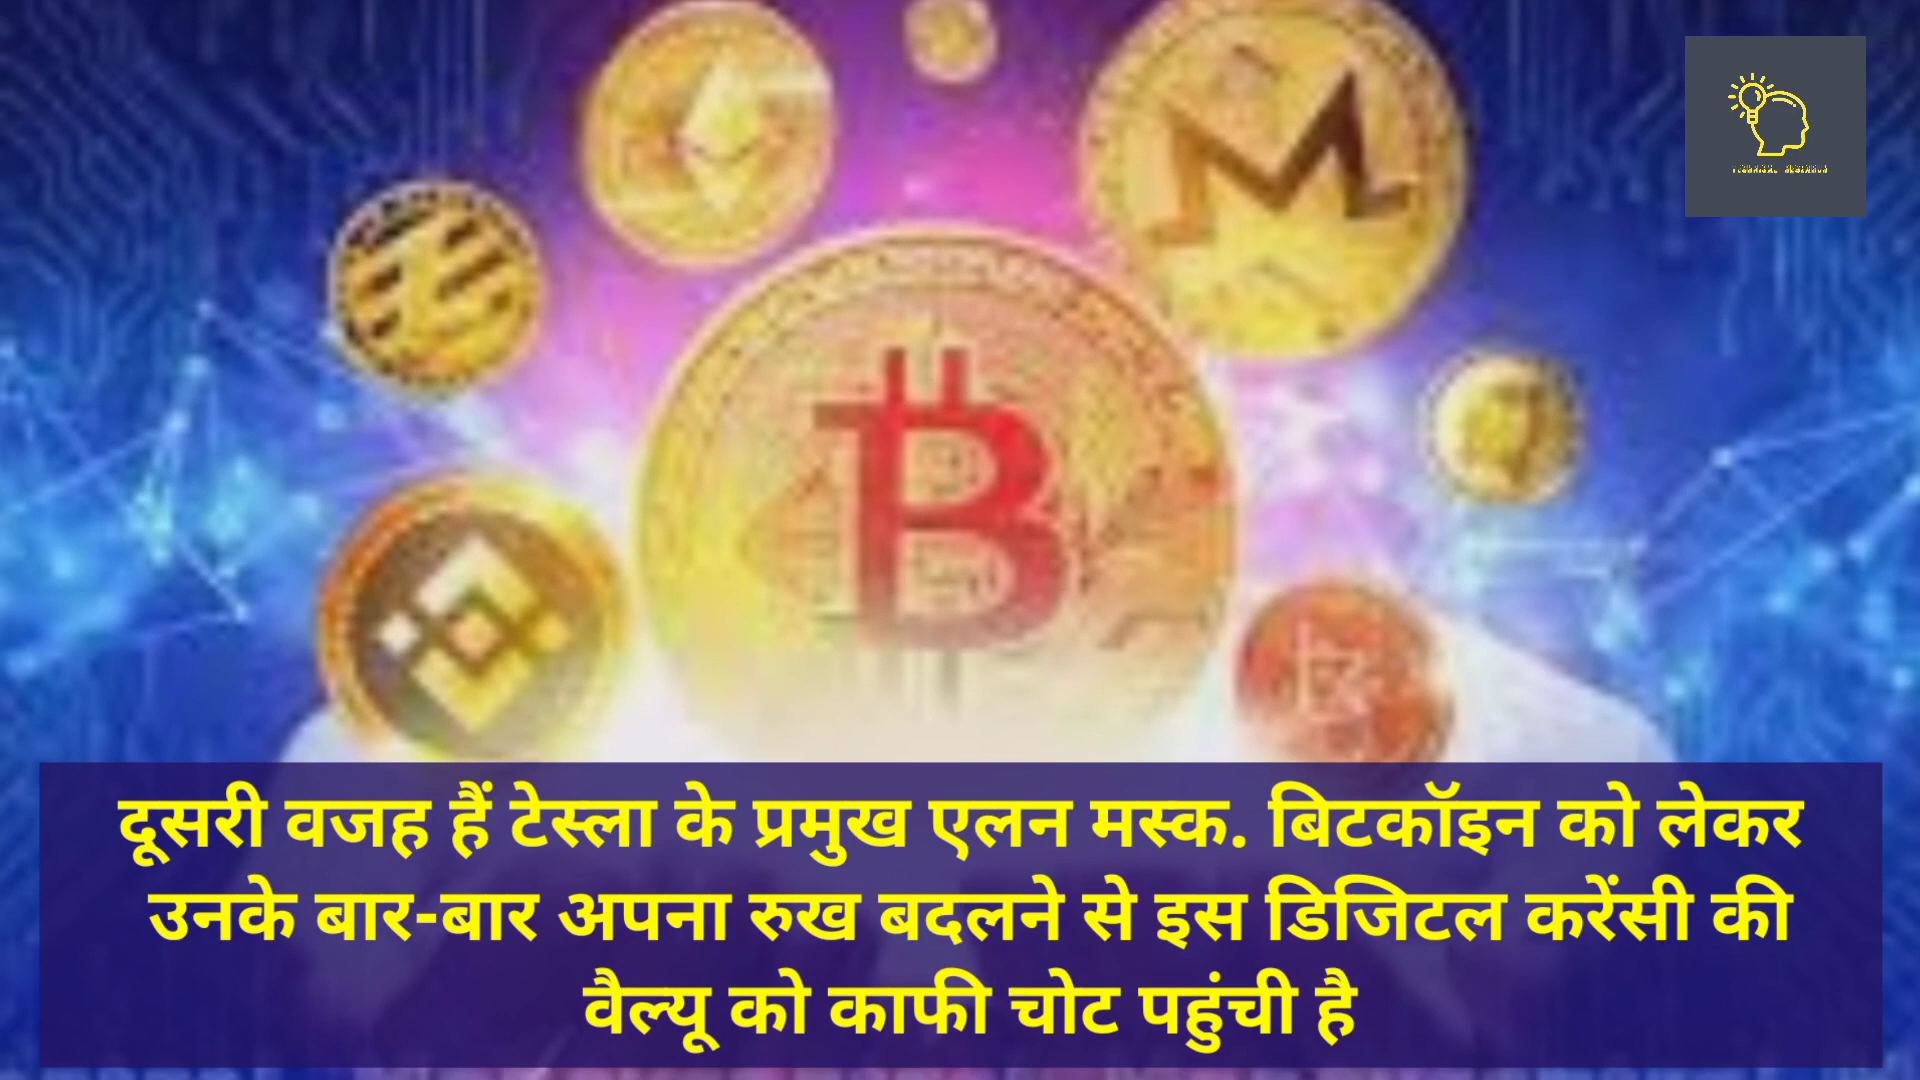 दूसरी वजह हैं टेस्ला के प्रमुख एलन मस्क. बिटकॉइन को लेकर
उनके बार-बार अपना रुख बदलने से इस डिजिटल करेंसी की
वैल्यू को काफी चोट पहुंची है